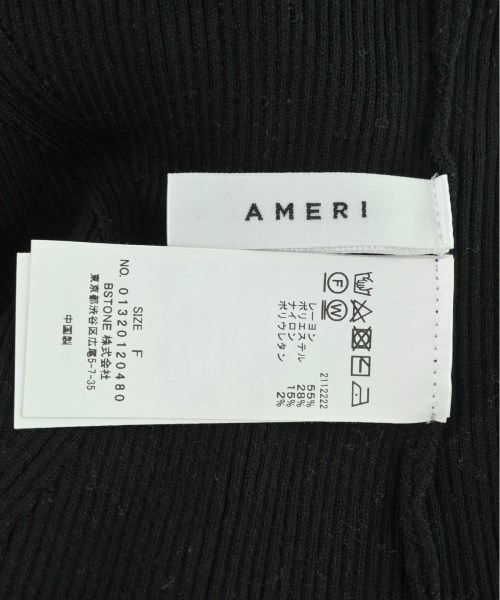 AMERI
2112222
レーヨン 55%
ポリエステル 28%
ナイロン 15%
ポリウレタン 2%
F W
SIZE F
NO. 013201204​80
BSTONE 株式会社
東京都渋谷区広尾5-7-35
中国製